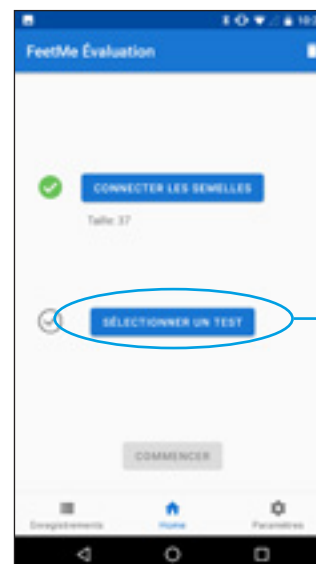 FeetMe Évaluation
CONNECTER LES SEMELLES
Taille: 37
SÉLECTIONNER UN TEST
COMMENCER
Enregistrements
Home
Paramètres